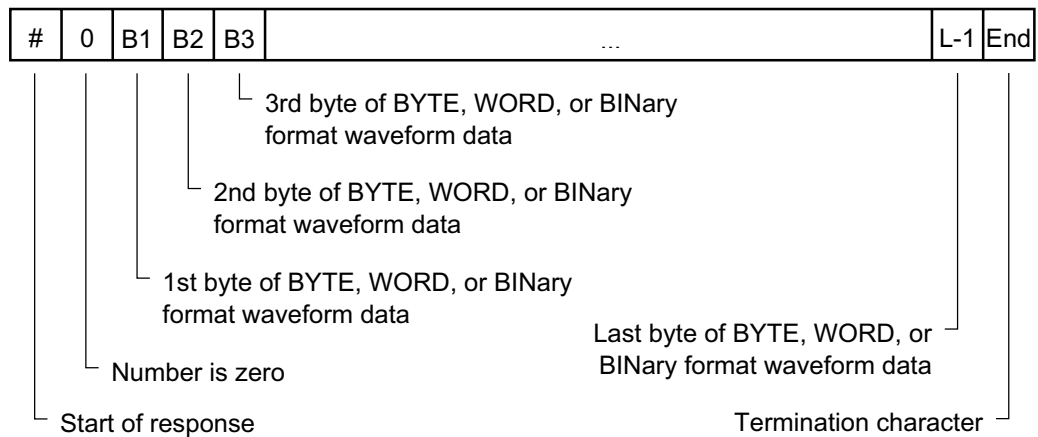 # 0 B1 B2 B3 ... L-1 End
3rd byte of BYTE, WORD, or BINary
format waveform data
2nd byte of BYTE, WORD, or BINary
format waveform data
1st byte of BYTE, WORD, or BINary
format waveform data
Last byte of BYTE, WORD, or
BINary format waveform data
Number is zero
Start of response
Termination character